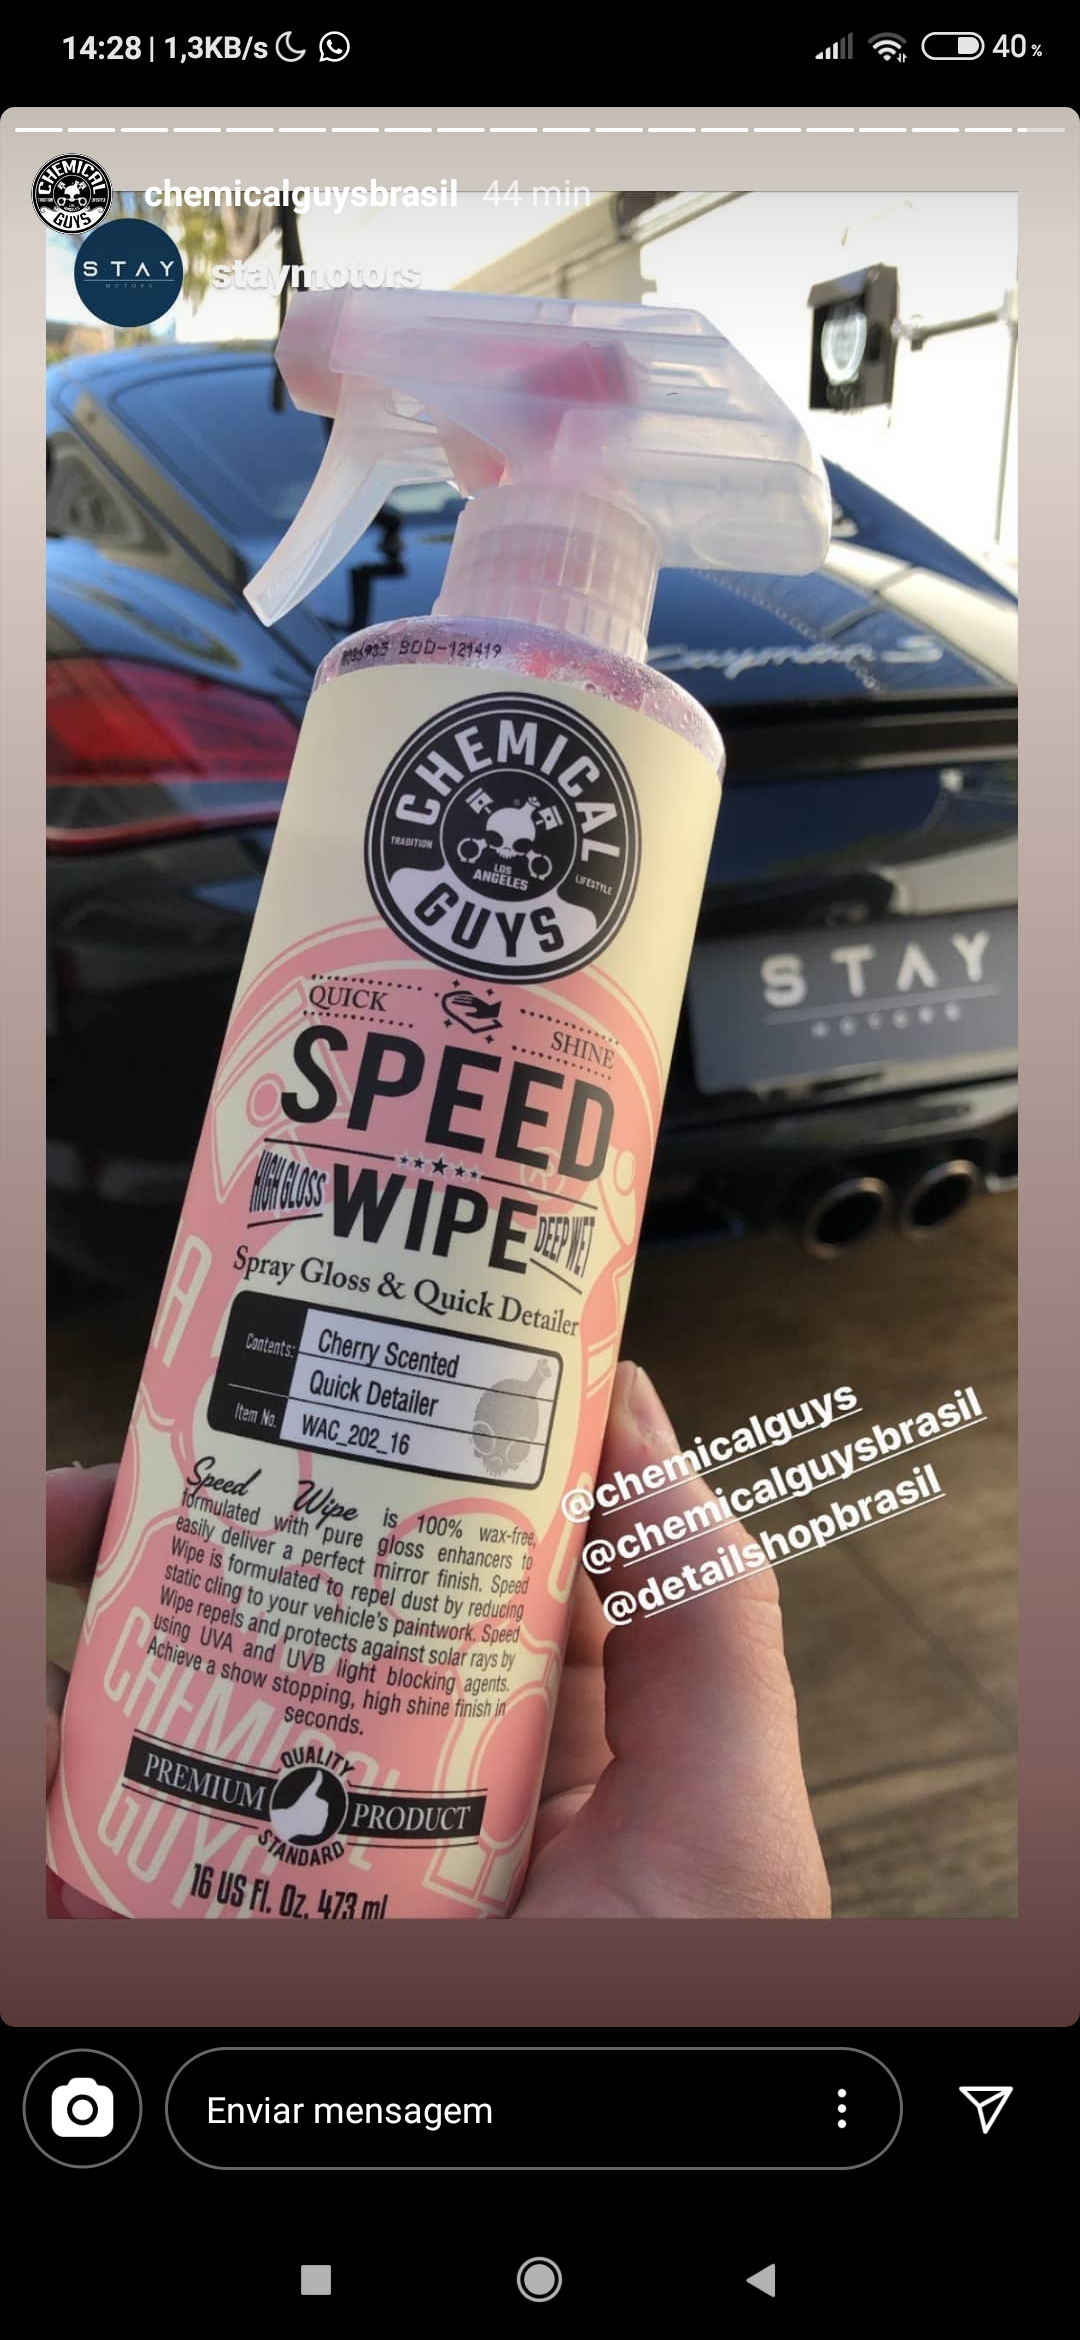 14:28 | 1,3KB/s
40%
chemicalguysbrasil 44 min
STAY
MOTORS
staymotors
BOD-121419
Cayman S
CHEMICAL
TRADITION
LOS
ANGELES
LIFESTYLE
GUYS
STAY
MOTORS
QUICK
SHINE
SPEED
HIGH GLOSS
WIPE
DEEP WET
Spray Gloss & Quick Detailer
Contents: Cherry Scented
Quick Detailer
Item No. WAC_202_16
Speed Wipe is 100% wax-free,
formulated with pure gloss enhancers to
easily deliver a perfect mirror finish. Speed
Wipe is formulated to repel dust by reducing
static cling to your vehicle's paintwork. Speed
Wipe repels and protects against solar rays by
using UVA and UVB light blocking agents.
Achieve a show stopping, high shine finish in
seconds.
@chemicalguys
@chemicalguysbrasil
@detailshopbrasil
QUALITY
PREMIUM PRODUCT
STANDARD
16 US Fl. Oz. 473 ml
Enviar mensagem